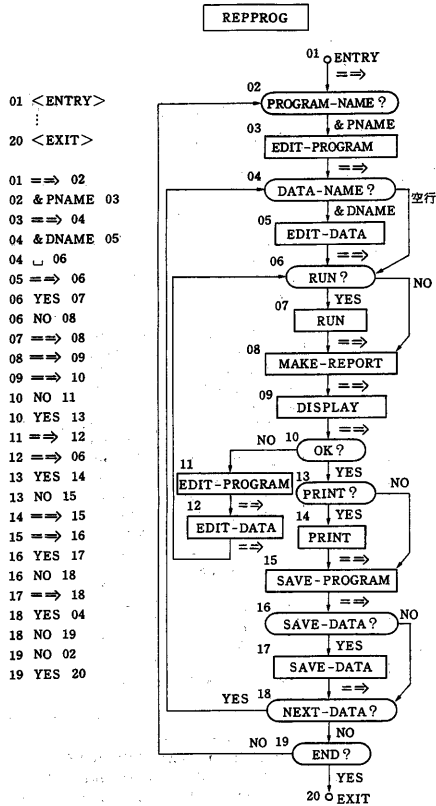 REPPROG
01 <ENTRY>
⋮
20 <EXIT>
01 ==⇒ 02
02 & PNAME 03
03 ==⇒ 04
04 & DNAME 05
04 ␣ 06
05 ==⇒ 06
06 YES 07
06 NO 08
07 ==⇒ 08
08 ==⇒ 09
09 ==⇒ 10
10 NO 11
10 YES 13
11 ==⇒ 12
12 ==⇒ 06
13 YES 14
13 NO 15
14 ==⇒ 15
15 ==⇒ 16
16 YES 17
16 NO 18
17 ==⇒ 18
18 YES 04
18 NO 19
19 NO 02
19 YES 20
01 ENTRY
==⇒
02
PROGRAM-NAME?
& PNAME
03
EDIT-PROGRAM
==⇒
04
DATA-NAME?
空行
& DNAME
05
EDIT-DATA
==⇒
06
RUN?
NO
YES
07
RUN
==⇒
08
MAKE-REPORT
==⇒
09
DISPLAY
==⇒
NO 10
OK?
YES
11
EDIT-PROGRAM
==⇒
12
EDIT-DATA
==⇒
13
PRINT?
NO
YES
14
PRINT
==⇒
15
SAVE-PROGRAM
==⇒
16
SAVE-DATA?
NO
YES
17
SAVE-DATA
==⇒
YES 18
NEXT-DATA?
NO
NO 19
END?
YES
20 EXIT